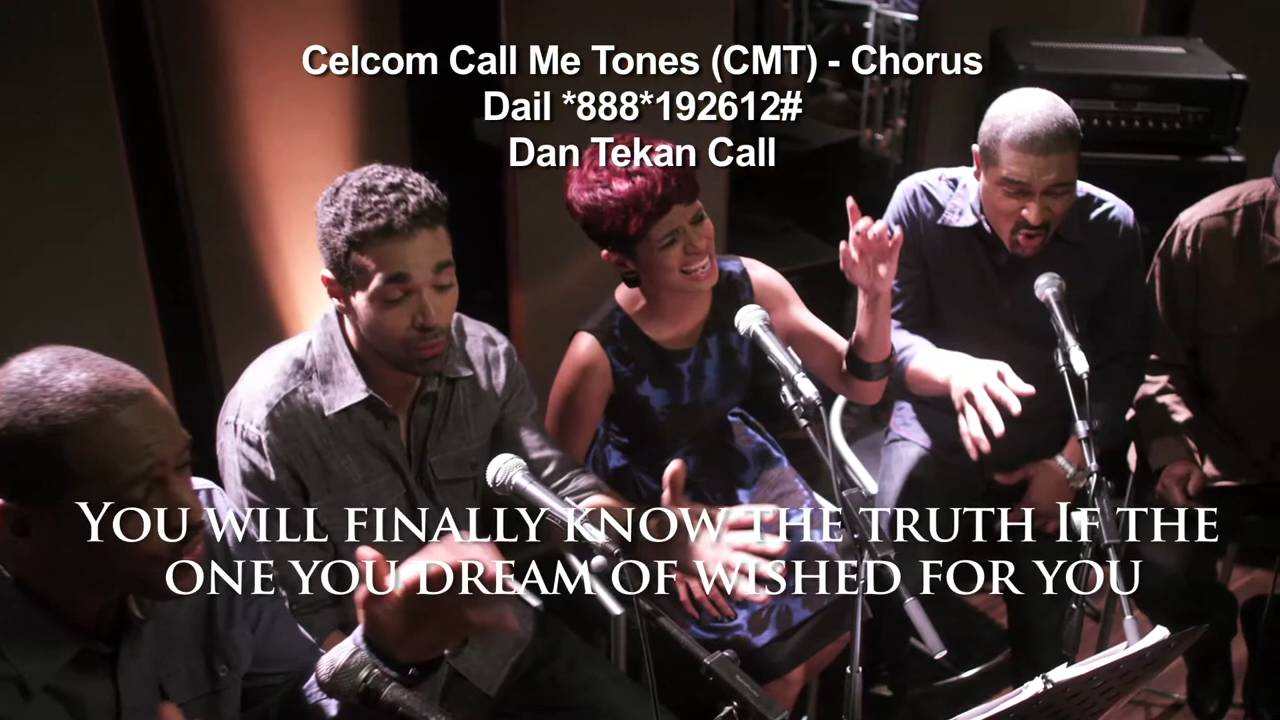 Celcom Call Me Tones (CMT) - Chorus
Dail *888*192612#
Dan Tekan Call
You will finally know the truth If the
one you dream of wished for you